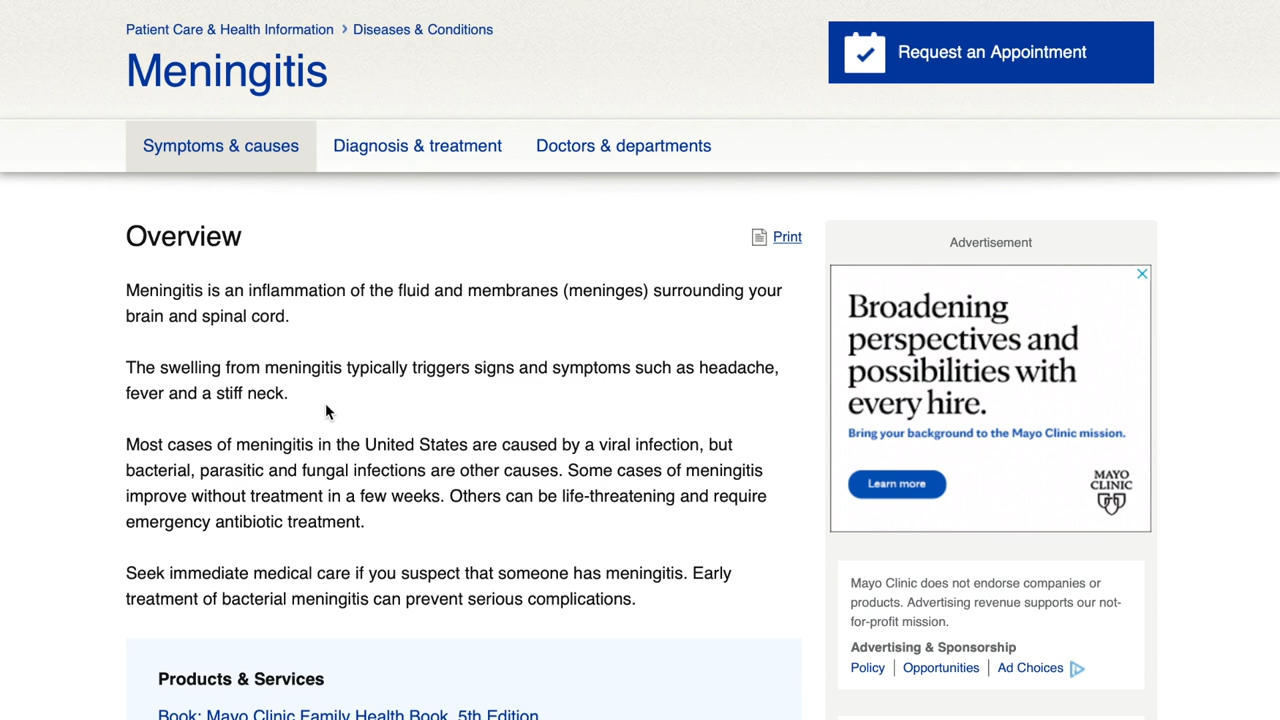 Patient Care & Health Information › Diseases & Conditions
Meningitis
Request an Appointment
Symptoms & causes
Diagnosis & treatment
Doctors & departments
Overview
Print
Meningitis is an inflammation of the fluid and membranes (meninges) surrounding your
brain and spinal cord.
The swelling from meningitis typically triggers signs and symptoms such as headache,
fever and a stiff neck.
Most cases of meningitis in the United States are caused by a viral infection, but
bacterial, parasitic and fungal infections are other causes. Some cases of meningitis
improve without treatment in a few weeks. Others can be life-threatening and require
emergency antibiotic treatment.
Seek immediate medical care if you suspect that someone has meningitis. Early
treatment of bacterial meningitis can prevent serious complications.
Products & Services
Book: Mayo Clinic Family Health Book, 5th Edition
Advertisement
Broadening
perspectives and
possibilities with
every hire.
Bring your background to the Mayo Clinic mission.
Learn more
MAYO
CLINIC
Mayo Clinic does not endorse companies or
products. Advertising revenue supports our not-
for-profit mission.
Advertising & Sponsorship
Policy
Opportunities
Ad Choices